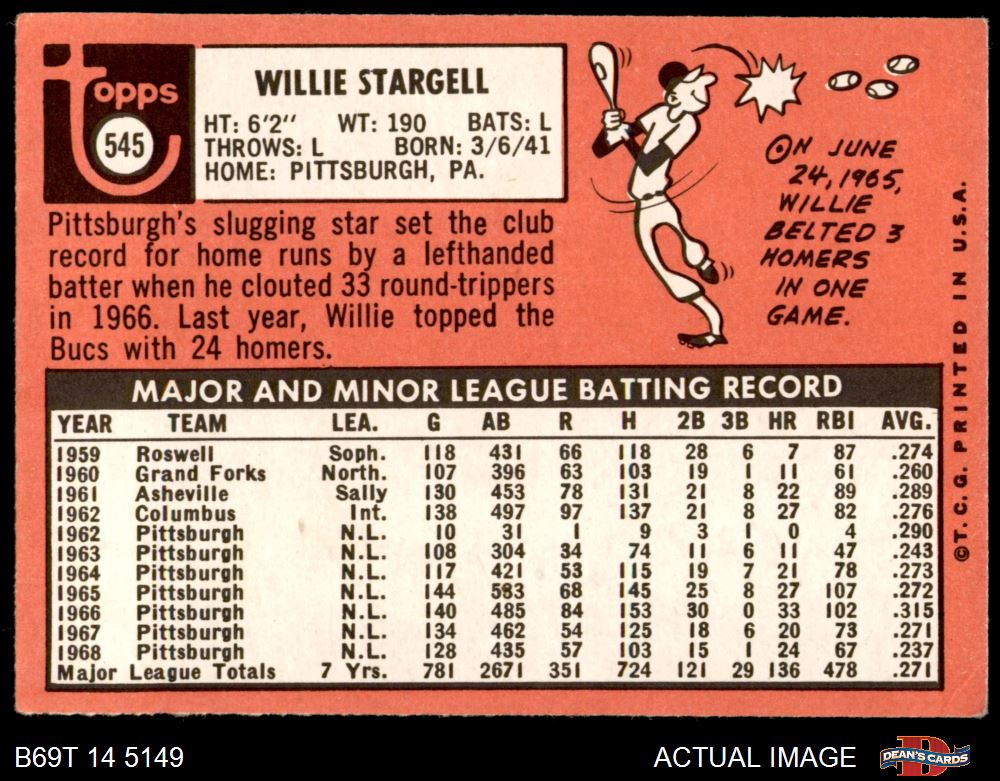 Topps
545
WILLIE STARGELL
HT: 6'2" WT: 190 BATS: L
THROWS: L BORN: 3/6/41
HOME: PITTSBURGH, PA.
Pittsburgh's slugging star set the club
record for home runs by a lefthanded
batter when he clouted 33 round-trippers
in 1966. Last year, Willie topped the
Bucs with 24 homers.
ON JUNE
24, 1965,
WILLIE
BELTED 3
HOMERS
IN ONE
GAME.
MAJOR AND MINOR LEAGUE BATTING RECORD
YEAR TEAM LEA. G AB R H 2B 3B HR RBI AVG.
1959 Roswell Soph. 118 431 66 118 28 6 7 87 .274
1960 Grand Forks North. 107 396 63 103 19 1 11 61 .260
1961 Asheville Sally 130 453 78 131 21 8 22 89 .289
1962 Columbus Int. 138 497 97 137 21 8 27 82 .276
1962 Pittsburgh N.L. 10 31 1 9 3 1 0 4 .290
1963 Pittsburgh N.L. 108 304 34 74 11 6 11 47 .243
1964 Pittsburgh N.L. 117 421 53 115 19 7 21 78 .273
1965 Pittsburgh N.L. 144 533 68 145 25 8 27 107 .272
1966 Pittsburgh N.L. 140 485 84 153 30 0 33 102 .315
1967 Pittsburgh N.L. 134 462 54 125 18 6 20 73 .271
1968 Pittsburgh N.L. 128 435 57 103 15 1 24 67 .237
Major League Totals 7 Yrs. 781 2671 351 724 121 29 136 478 .271
©T.C.G. PRINTED IN U.S.A.
B69T 14 5149
ACTUAL IMAGE
DEAN'S CARDS